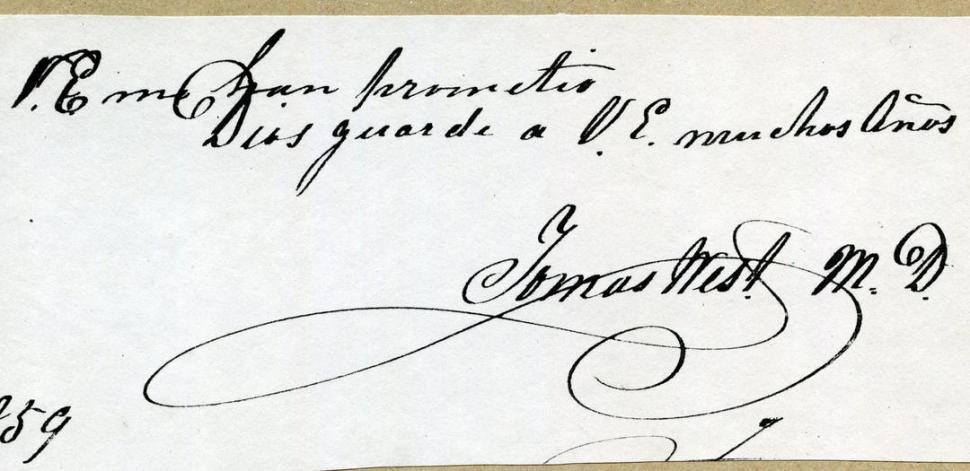 V. E me han prometio
Dios guarde a V. E. muchos Años
Tomas West M. D.
859